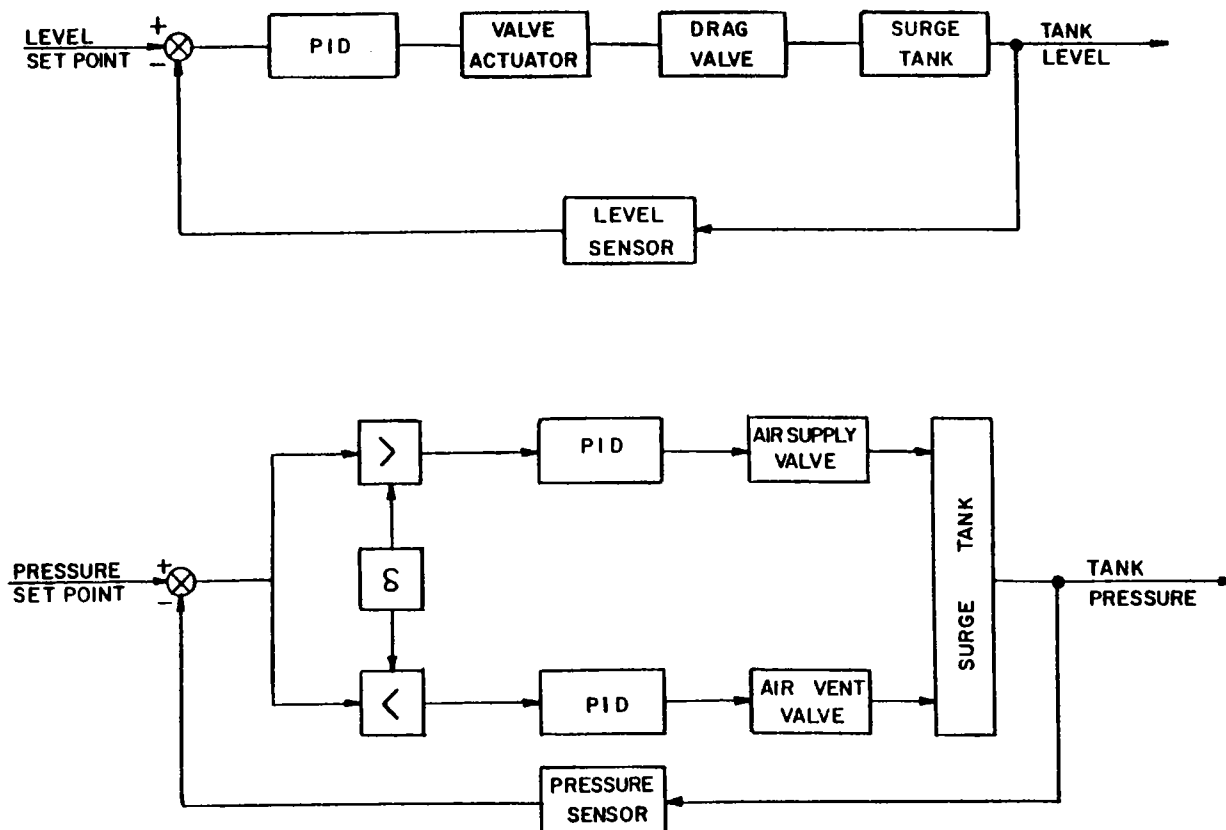 LEVEL
SET POINT
+
−
PID
VALVE
ACTUATOR
DRAG
VALVE
SURGE
TANK
TANK
LEVEL
LEVEL
SENSOR
>
PID
AIR SUPPLY
VALVE
PRESSURE
SET POINT
+
−
δ
SURGE TANK
TANK
PRESSURE
<
PID
AIR VENT
VALVE
PRESSURE
SENSOR